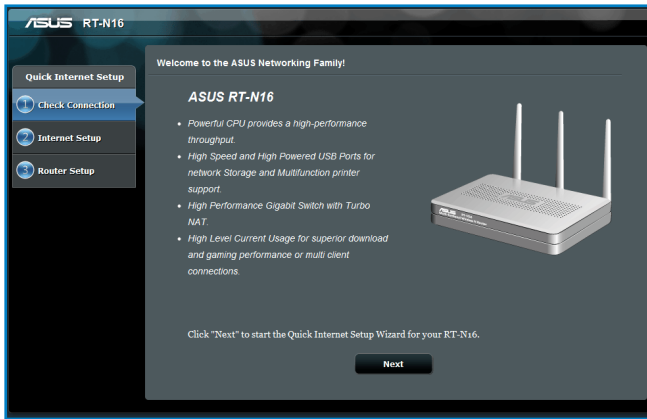 ASUS RT-N16
Welcome to the ASUS Networking Family!
Quick Internet Setup
1 Check Connection
2 Internet Setup
3 Router Setup
ASUS RT-N16
• Powerful CPU provides a high-performance
throughput.
• High Speed and High Powered USB Ports for
network Storage and Multifunction printer
support.
• High Performance Gigabit Switch with Turbo
NAT.
• High Level Current Usage for superior download
and gaming performance or multi client
connections.
ASUS
Click "Next" to start the Quick Internet Setup Wizard for your RT-N16.
Next